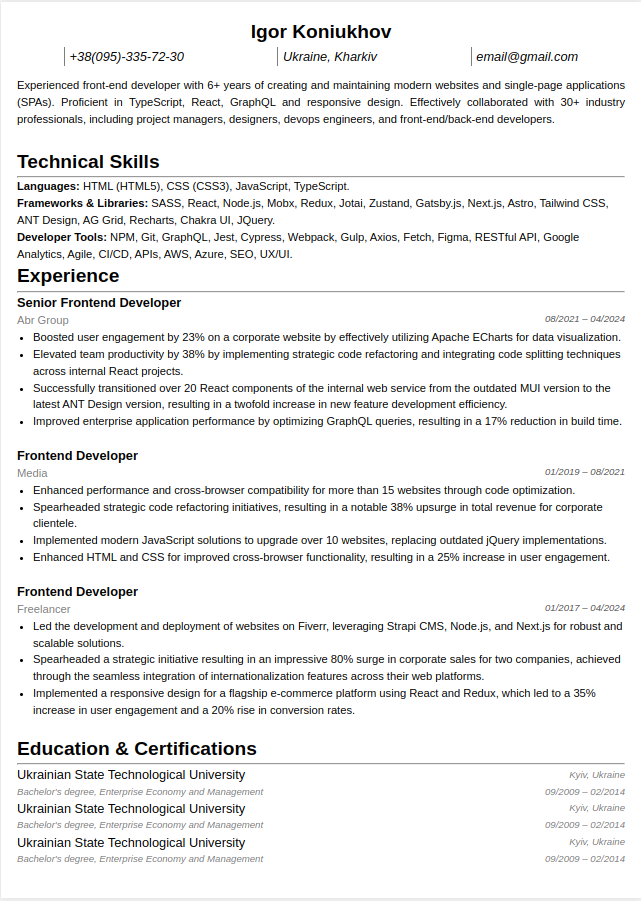 Igor Koniukhov
+38(095)-335-72-30 Ukraine, Kharkiv email@gmail.com
Experienced front-end developer with 6+ years of creating and maintaining modern websites and single-page applications
(SPAs). Proficient in TypeScript, React, GraphQL and responsive design. Effectively collaborated with 30+ industry
professionals, including project managers, designers, devops engineers, and front-end/back-end developers.
Technical Skills
Languages: HTML (HTML5), CSS (CSS3), JavaScript, TypeScript.
Frameworks & Libraries: SASS, React, Node.js, Mobx, Redux, Jotai, Zustand, Gatsby.js, Next.js, Astro, Tailwind CSS,
ANT Design, AG Grid, Recharts, Chakra UI, JQuery.
Developer Tools: NPM, Git, GraphQL, Jest, Cypress, Webpack, Gulp, Axios, Fetch, Figma, RESTful API, Google
Analytics, Agile, CI/CD, APIs, AWS, Azure, SEO, UX/UI.
Experience
Senior Frontend Developer
Abr Group 08/2021 – 04/2024
• Boosted user engagement by 23% on a corporate website by effectively utilizing Apache ECharts for data visualization.
• Elevated team productivity by 38% by implementing strategic code refactoring and integrating code splitting techniques
across internal React projects.
• Successfully transitioned over 20 React components of the internal web service from the outdated MUI version to the
latest ANT Design version, resulting in a twofold increase in new feature development efficiency.
• Improved enterprise application performance by optimizing GraphQL queries, resulting in a 17% reduction in build time.
Frontend Developer
Media 01/2019 – 08/2021
• Enhanced performance and cross-browser compatibility for more than 15 websites through code optimization.
• Spearheaded strategic code refactoring initiatives, resulting in a notable 38% upsurge in total revenue for corporate
clientele.
• Implemented modern JavaScript solutions to upgrade over 10 websites, replacing outdated jQuery implementations.
• Enhanced HTML and CSS for improved cross-browser functionality, resulting in a 25% increase in user engagement.
Frontend Developer
Freelancer 01/2017 – 04/2024
• Led the development and deployment of websites on Fiverr, leveraging Strapi CMS, Node.js, and Next.js for robust and
scalable solutions.
• Spearheaded a strategic initiative resulting in an impressive 80% surge in corporate sales for two companies, achieved
through the seamless integration of internationalization features across their web platforms.
• Implemented a responsive design for a flagship e-commerce platform using React and Redux, which led to a 35%
increase in user engagement and a 20% rise in conversion rates.
Education & Certifications
Ukrainian State Technological University Kyiv, Ukraine
Bachelor's degree, Enterprise Economy and Management 09/2009 – 02/2014
Ukrainian State Technological University Kyiv, Ukraine
Bachelor's degree, Enterprise Economy and Management 09/2009 – 02/2014
Ukrainian State Technological University Kyiv, Ukraine
Bachelor's degree, Enterprise Economy and Management 09/2009 – 02/2014